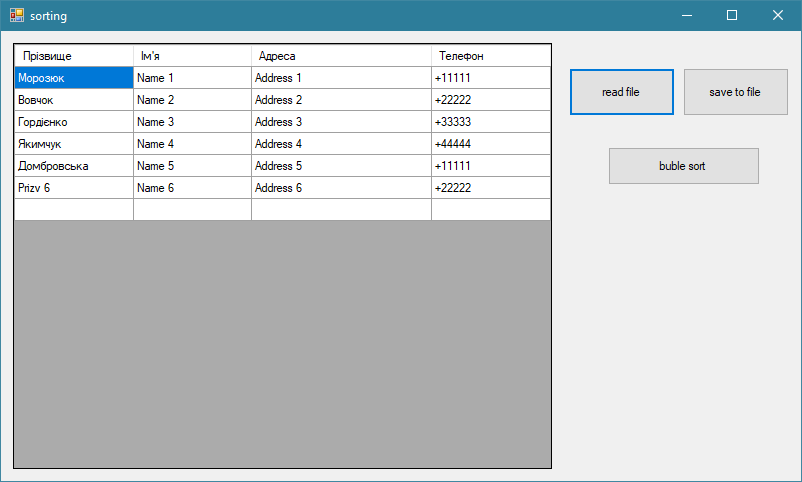 sorting
Прізвище Ім'я Адреса Телефон
Морозюк Name 1 Address 1 +11111
Вовчок Name 2 Address 2 +22222
Гордієнко Name 3 Address 3 +33333
Якимчук Name 4 Address 4 +44444
Домбровська Name 5 Address 5 +11111
Prizv 6 Name 6 Address 6 +22222
read file save to file
buble sort